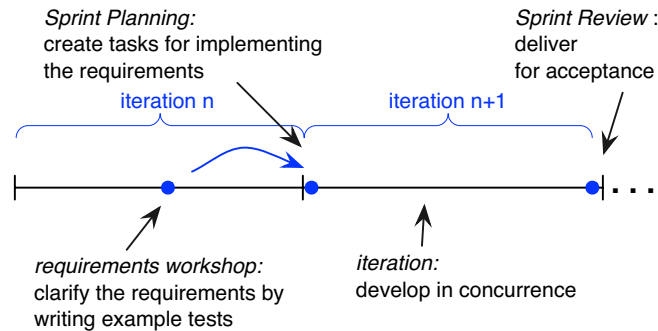 Sprint Planning:
create tasks for implementing
the requirements
Sprint Review :
deliver
for acceptance
iteration n
iteration n+1
. . .
requirements workshop:
clarify the requirements by
writing example tests
iteration:
develop in concurrence